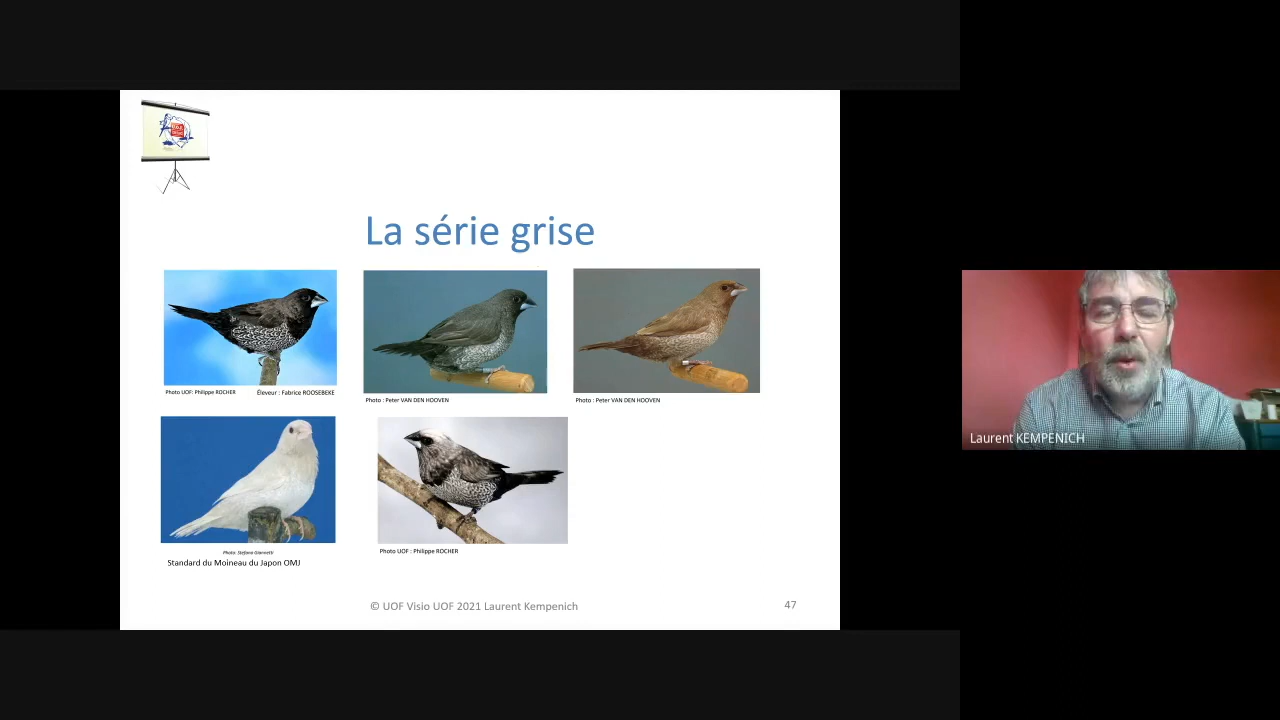 La série grise
Photo UOF: Philippe ROCHER
Éleveur : Fabrice ROOSEBEKE
Photo : Peter VAN DEN HOOVEN
Photo : Peter VAN DEN HOOVEN
Photo: Stefano Giannetti
Standard du Moineau du Japon OMJ
Photo UOF : Philippe ROCHER
© UOF Visio UOF 2021 Laurent Kempenich
47
Laurent KEMPENICH